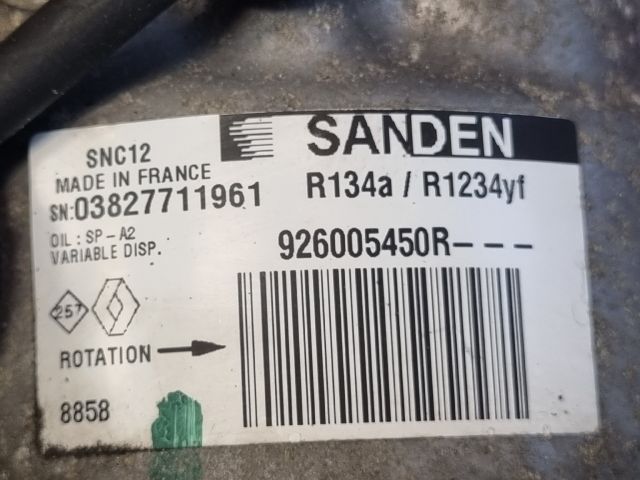 SANDEN
SNC12
MADE IN FRANCE
R134a / R1234yf
SN:03827711961
OIL : SP-A2
VARIABLE DISP.
926005450R---
257
ROTATION
8858